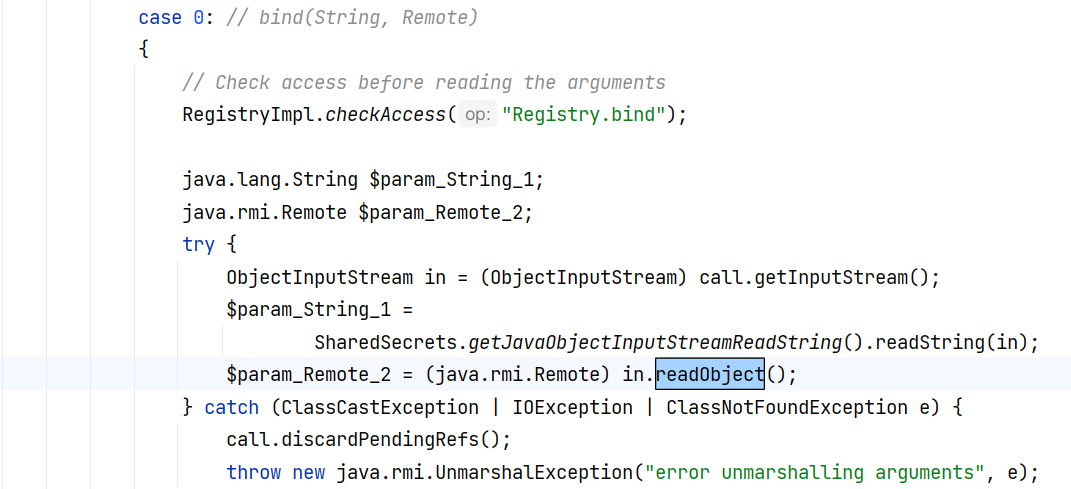 case 0: // bind(String, Remote)
{
// Check access before reading the arguments
RegistryImpl.checkAccess( op: "Registry.bind");
java.lang.String $param_String_1;
java.rmi.Remote $param_Remote_2;
try {
ObjectInputStream in = (ObjectInputStream) call.getInputStream();
$param_String_1 =
SharedSecrets.getJavaObjectInputStreamReadString().readString(in);
$param_Remote_2 = (java.rmi.Remote) in.readObject();
} catch (ClassCastException | IOException | ClassNotFoundException e) {
call.discardPendingRefs();
throw new java.rmi.UnmarshalException("error unmarshalling arguments", e);